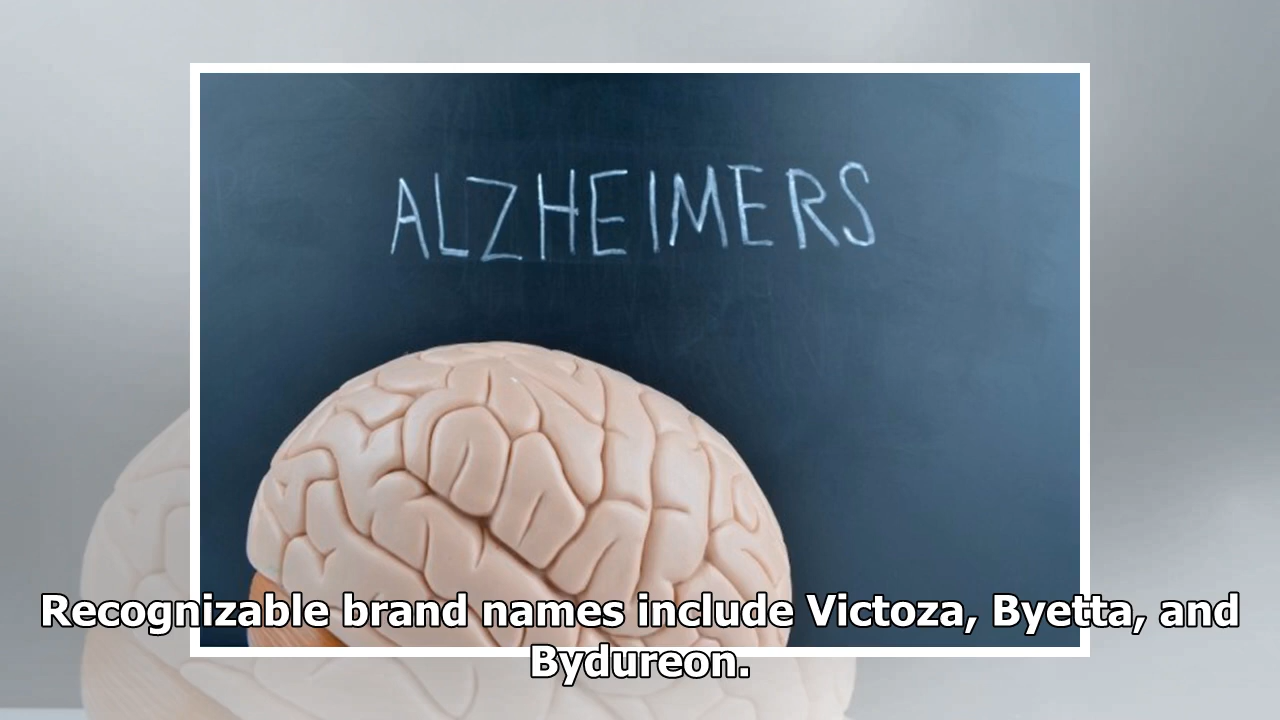 ALZHEIMERS
Recognizable brand names include Victoza, Byetta, and
Bydureon.